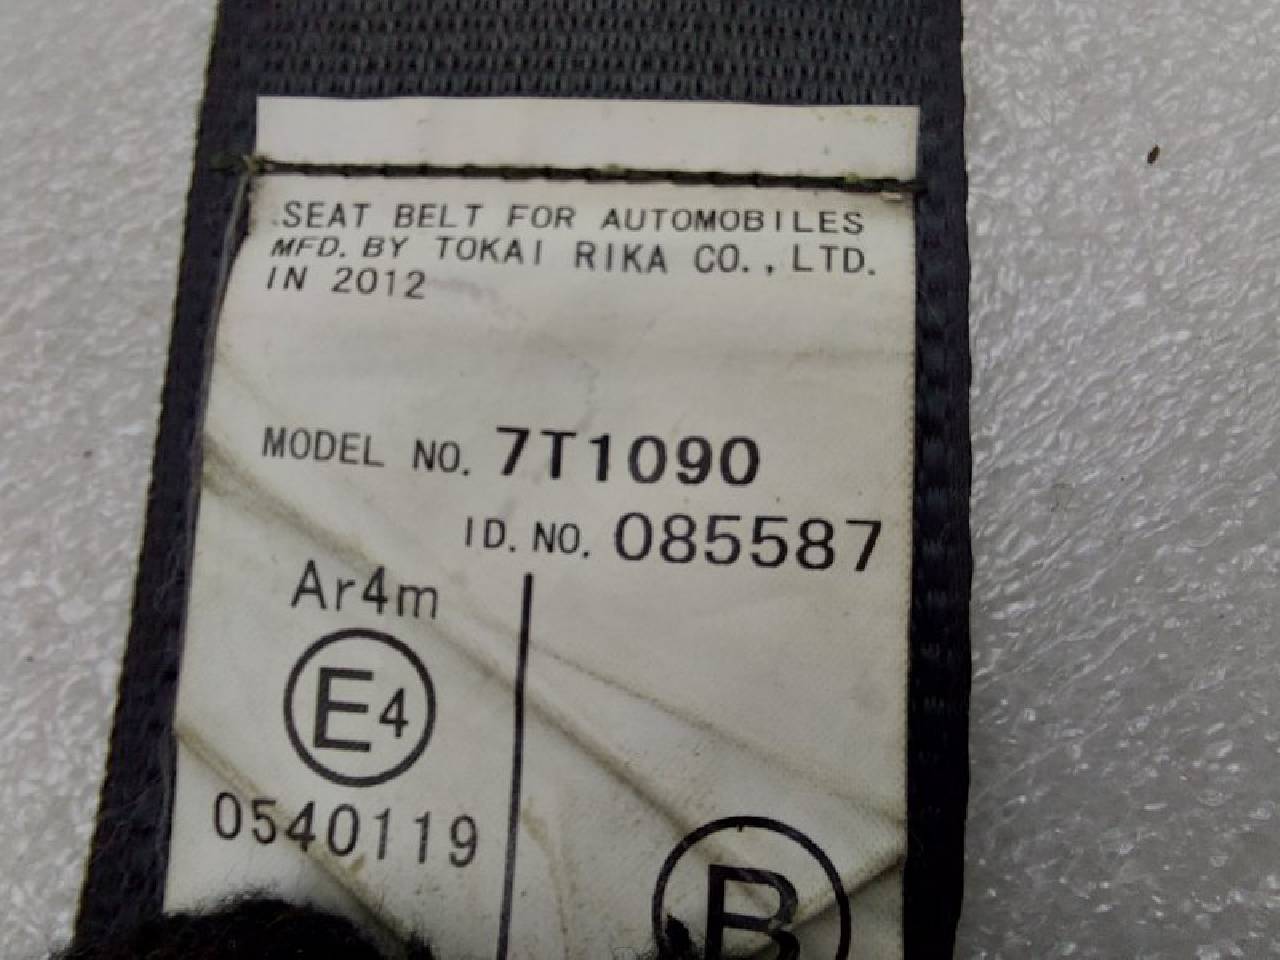 SEAT BELT FOR AUTOMOBILES
MFD. BY TOKAI RIKA CO., LTD.
IN 2012
MODEL NO. 7T1090
ID. NO. 085587
Ar4m
E4
0540119
B